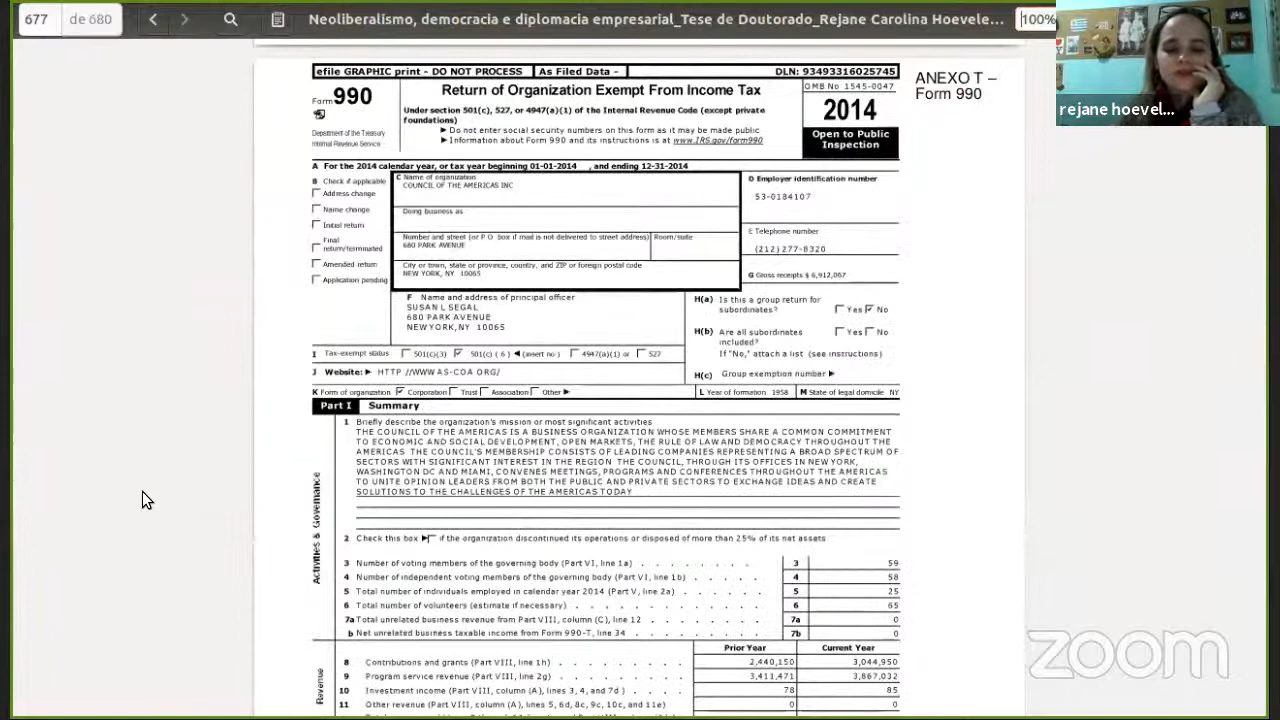 677 de 680
Neoliberalismo, democracia e diplomacia empresarial_Tese de Doutorado_Rejane Carolina Hoevele...
100%
rejane hoevel...
ANEXO T –
Form 990
efile GRAPHIC print - DO NOT PROCESS
As Filed Data -
DLN: 93493316025745
Form 990
Department of the Treasury
Internal Revenue Service
Return of Organization Exempt From Income Tax
Under section 501(c), 527, or 4947(a)(1) of the Internal Revenue Code (except private
foundations)
▶ Do not enter social security numbers on this form as it may be made public
▶ Information about Form 990 and its instructions is at www.IRS.gov/form990
OMB No 1545-0047
2014
Open to Public
Inspection
A For the 2014 calendar year, or tax year beginning 01-01-2014 , and ending 12-31-2014
B Check if applicable
Address change
Name change
Initial return
Final
return/terminated
Amended return
Application pending
C Name of organization
COUNCIL OF THE AMERICAS INC
Doing business as
Number and street (or P O box if mail is not delivered to street address) Room/suite
680 PARK AVENUE
City or town, state or province, country, and ZIP or foreign postal code
NEW YORK, NY 10065
D Employer identification number
53-0184107
E Telephone number
(212) 277-8320
G Gross receipts $ 6,912,067
F Name and address of principal officer
SUSAN L SEGAL
680 PARK AVENUE
NEW YORK, NY 10065
H(a) Is this a group return for
subordinates? Yes No
H(b) Are all subordinates Yes No
included?
If "No," attach a list (see instructions)
H(c) Group exemption number ▶
I Tax-exempt status 501(c)(3) 501(c) ( 6) ◀ (insert no ) 4947(a)(1) or 527
J Website: ▶ HTTP //WWW AS-COA ORG/
K Form of organization Corporation Trust Association Other ▶
L Year of formation 1958
M State of legal domicile NY
Part I Summary
Activities & Governance
1 Briefly describe the organization's mission or most significant activities
THE COUNCIL OF THE AMERICAS IS A BUSINESS ORGANIZATION WHOSE MEMBERS SHARE A COMMON COMMITMENT
TO ECONOMIC AND SOCIAL DEVELOPMENT, OPEN MARKETS, THE RULE OF LAW AND DEMOCRACY THROUGHOUT THE
AMERICAS THE COUNCIL'S MEMBERSHIP CONSISTS OF LEADING COMPANIES REPRESENTING A BROAD SPECTRUM OF
SECTORS WITH SIGNIFICANT INTEREST IN THE REGION THE COUNCIL, THROUGH ITS OFFICES IN NEW YORK,
WASHINGTON DC AND MIAMI, CONVENES MEETINGS, PROGRAMS AND CONFERENCES THROUGHOUT THE AMERICAS
TO UNITE OPINION LEADERS FROM BOTH THE PUBLIC AND PRIVATE SECTORS TO EXCHANGE IDEAS AND CREATE
SOLUTIONS TO THE CHALLENGES OF THE AMERICAS TODAY
2 Check this box ▶ if the organization discontinued its operations or disposed of more than 25% of its net assets
3 Number of voting members of the governing body (Part VI, line 1a) . . . . . . . . 3 59
4 Number of independent voting members of the governing body (Part VI, line 1b) . . . . . 4 58
5 Total number of individuals employed in calendar year 2014 (Part V, line 2a) . . . . . . 5 25
6 Total number of volunteers (estimate if necessary) . . . . . . . . . . 6 65
7a Total unrelated business revenue from Part VIII, column (C), line 12 . . . . . . . 7a 0
b Net unrelated business taxable income from Form 990-T, line 34 . . . . . . . . 7b 0
Prior Year Current Year
Revenue
8 Contributions and grants (Part VIII, line 1h) . . . . . . . . 2,440,150 3,044,950
9 Program service revenue (Part VIII, line 2g) . . . . . . . . 3,411,471 3,867,032
10 Investment income (Part VIII, column (A), lines 3, 4, and 7d ) . . . . . 78 85
11 Other revenue (Part VIII, column (A), lines 5, 6d, 8c, 9c, 10c, and 11e) 0 0
zoom